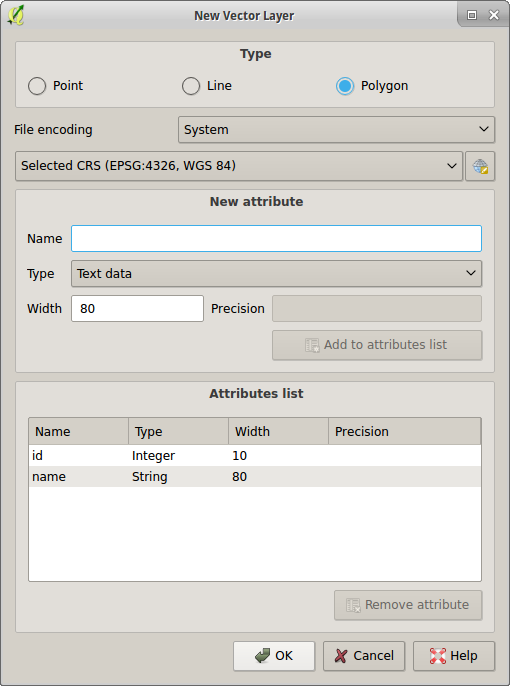 New Vector Layer
Type
Point Line Polygon
File encoding System
Selected CRS (EPSG:4326, WGS 84)
New attribute
Name
Type Text data
Width 80 Precision
Add to attributes list
Attributes list
Name Type Width Precision
id Integer 10
name String 80
Remove attribute
OK Cancel Help